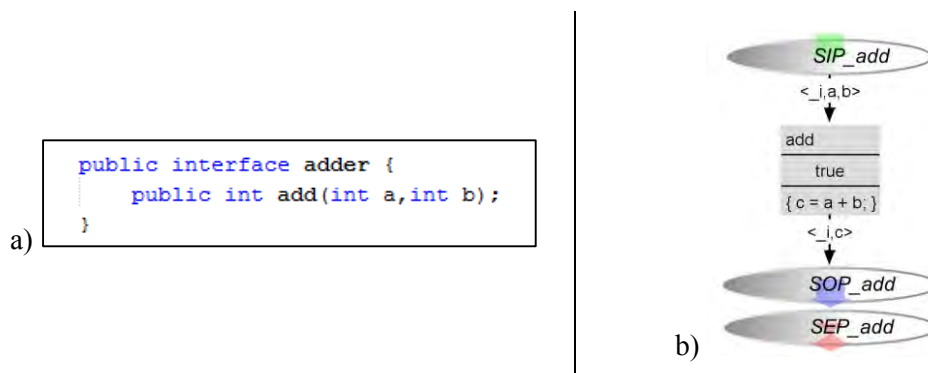 public interface adder {
public int add(int a,int b);
}
a)
SIP_add
<_i,a,b>
add
true
{ c = a + b; }
<_i,c>
SOP_add
SEP_add
b)